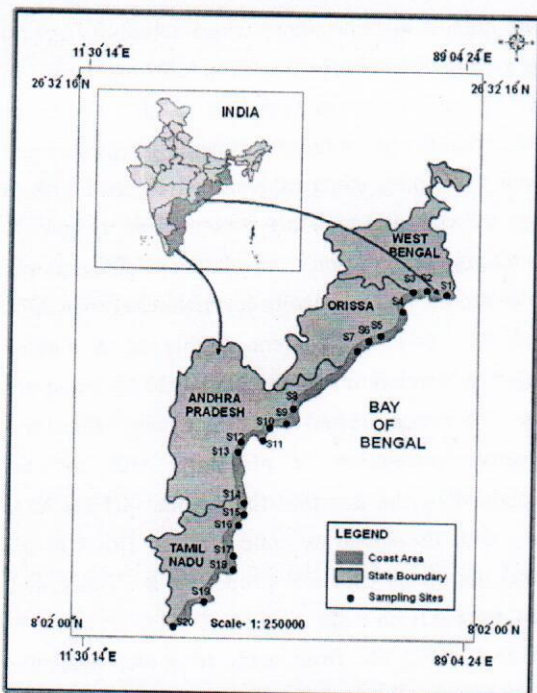 11 30 14 E
89 04 24 E
26 32 16 N
26 32 16 N
INDIA
WEST
BENGAL
S3 S2 S1
ORISSA
S4
S7 S6 S5
ANDHRA
PRADESH
S8
S9
S10
S11
BAY
OF
BENGAL
S12
S13
S14
S15
S16
TAMIL
NADU
S17
S18
S19
S20
LEGEND
Coast Area
State Boundary
Sampling Sites
Scale- 1: 250000
8 02 00 N
8 02 00 N
11 30 14 E
89 04 24 E